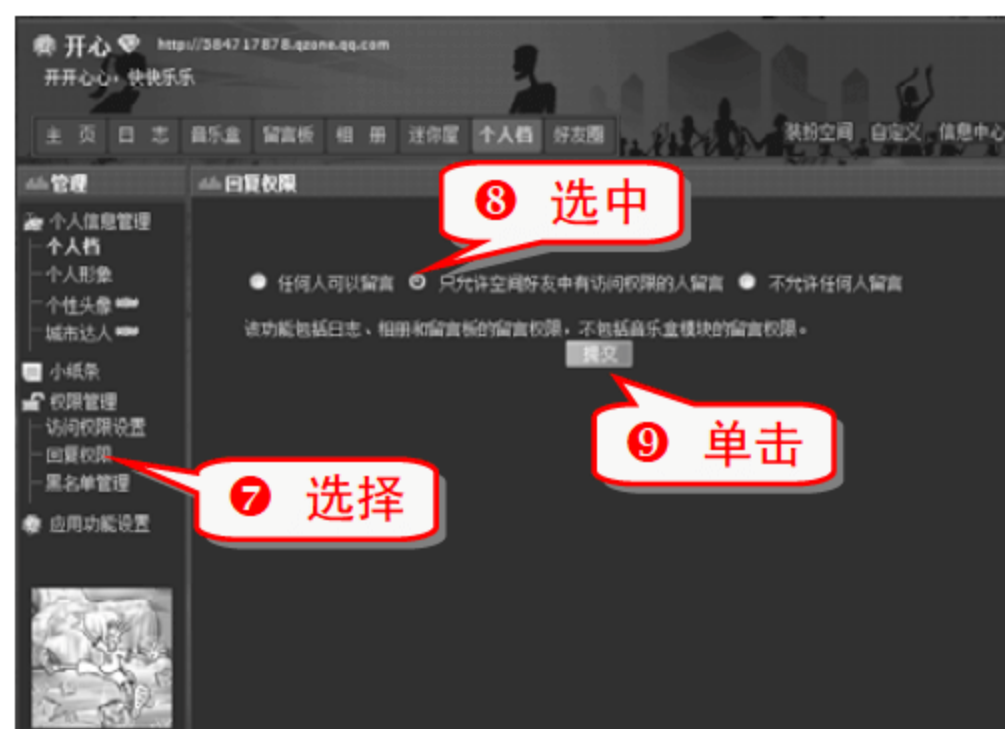 开心 http://584717878.qzone.qq.com
开开心心，快快乐乐
主 页 日 志 音乐盒 留言板 相 册 迷你屋 个人档 好友圈 装扮空间 自定义 信息中心
管理
回复权限
个人信息管理
个人档
个人形象
个性头像
城市达人
小纸条
权限管理
访问权限设置
回复权限
黑名单管理
应用功能设置
❽ 选中
任何人可以留言 只允许空间好友中有访问权限的人留言 不允许任何人留言
该功能包括日志、相册和留言板的留言权限，不包括音乐盒模块的留言权限。
提交
❾ 单击
❼ 选择